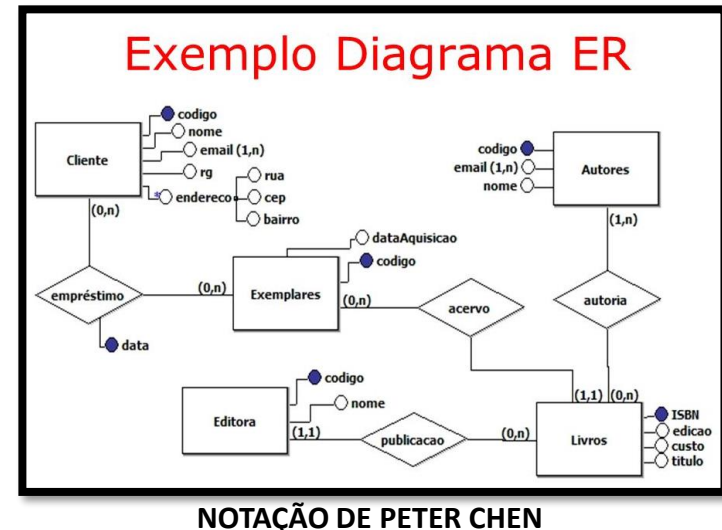 Exemplo Diagrama ER
Cliente
codigo
nome
email (1,n)
rg
endereco
rua
cep
bairro
(0,n)
codigo
email (1,n)
nome
Autores
(1,n)
dataAquisicao
codigo
empréstimo
(0,n)
Exemplares
(0,n)
acervo
autoria
data
codigo
nome
Editora
(1,1)
publicacao
(0,n)
(1,1)
(0,n)
Livros
ISBN
edicao
custo
titulo
NOTAÇÃO DE PETER CHEN